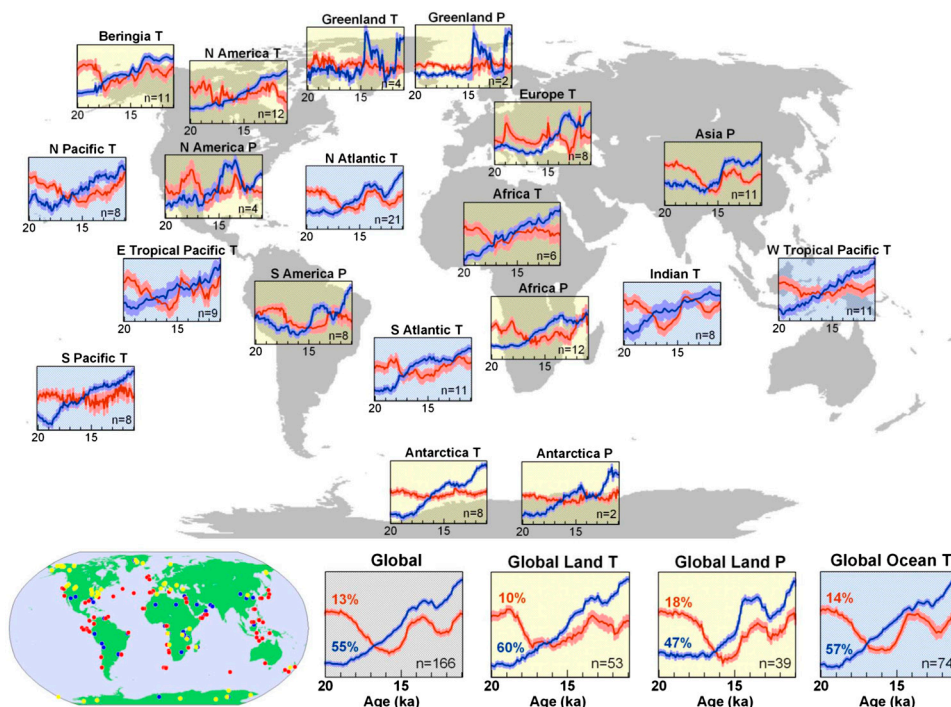 Greenland T
Greenland P
Beringia T
N America T
n=4
n=2
20
15
20
15
n=11
n=12
Europe T
20
15
20
15
n=8
20
15
Asia P
N Pacific T
N America P
N Atlantic T
n=8
n=4
n=21
n=11
20
15
20
15
20
15
20
15
Africa T
n=6
20
15
E Tropical Pacific T
S America P
Africa P
Indian T
W Tropical Pacific T
n=9
n=8
n=12
n=8
n=11
20
15
20
15
20
15
20
15
20
15
S Pacific T
S Atlantic T
n=8
n=11
20
15
20
15
Antarctica T
Antarctica P
n=8
n=2
20
15
20
15
Global
Global Land T
Global Land P
Global Ocean T
13%
10%
18%
14%
55%
60%
47%
57%
n=166
n=53
n=39
n=74
20
15
20
15
20
15
20
15
Age (ka)
Age (ka)
Age (ka)
Age (ka)